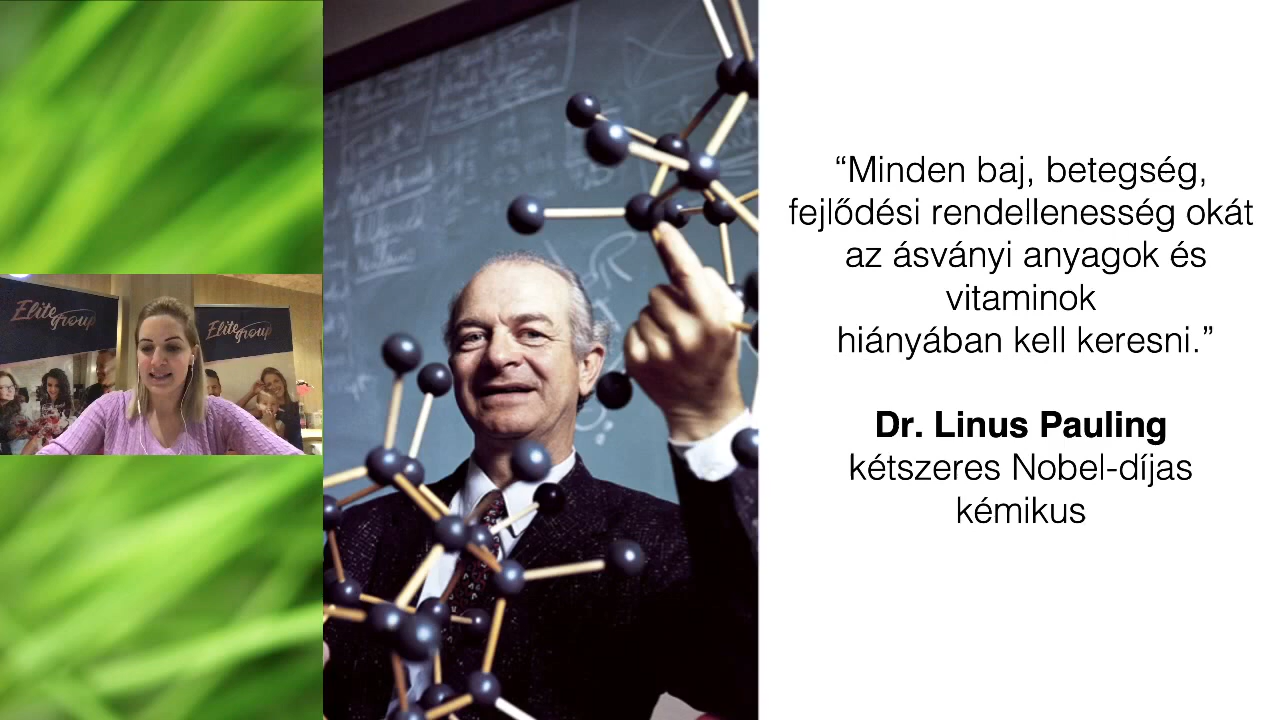 Elite
group
Elite
group
“Minden baj, betegség,
fejlődési rendellenesség okát
az ásványi anyagok és
vitaminok
hiányában kell keresni.”
Dr. Linus Pauling
kétszeres Nobel-díjas
kémikus